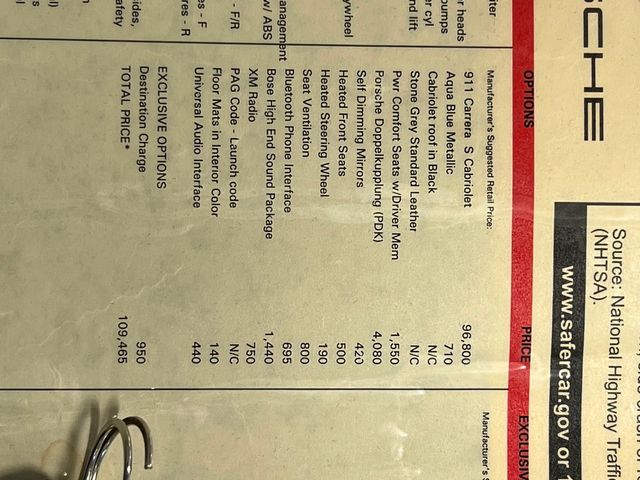 SCHE
Source: National Highway Traffic
(NHTSA).
www.safercar.gov or 1
OPTIONS PRICE EXCLUSIV
Manufacturer's Suggested Retail Price:
911 Carrera S Cabriolet 96,800
Aqua Blue Metallic 710
Cabriolet roof in Black N/C
Stone Grey Standard Leather N/C
Pwr Comfort Seats w/Driver Mem 1,550
Porsche Doppelkupplung (PDK) 4,080
Self Dimming Mirrors 420
Heated Front Seats 500
Heated Steering Wheel 190
Seat Ventilation 800
Bluetooth Phone Interface 695
Bose High End Sound Package 1,440
XM Radio 750
PAG Code - Launch code N/C
Floor Mats in Interior Color 140
Universal Audio Interface 440
EXCLUSIVE OPTIONS
Destination Charge 950
TOTAL PRICE* 109,465
Manufacturer's S
iter
r heads
pumps
er cyl
nd lift
ywheel
anagement
w/ ABS
- F/R
es - F
res - R
ides,
afety